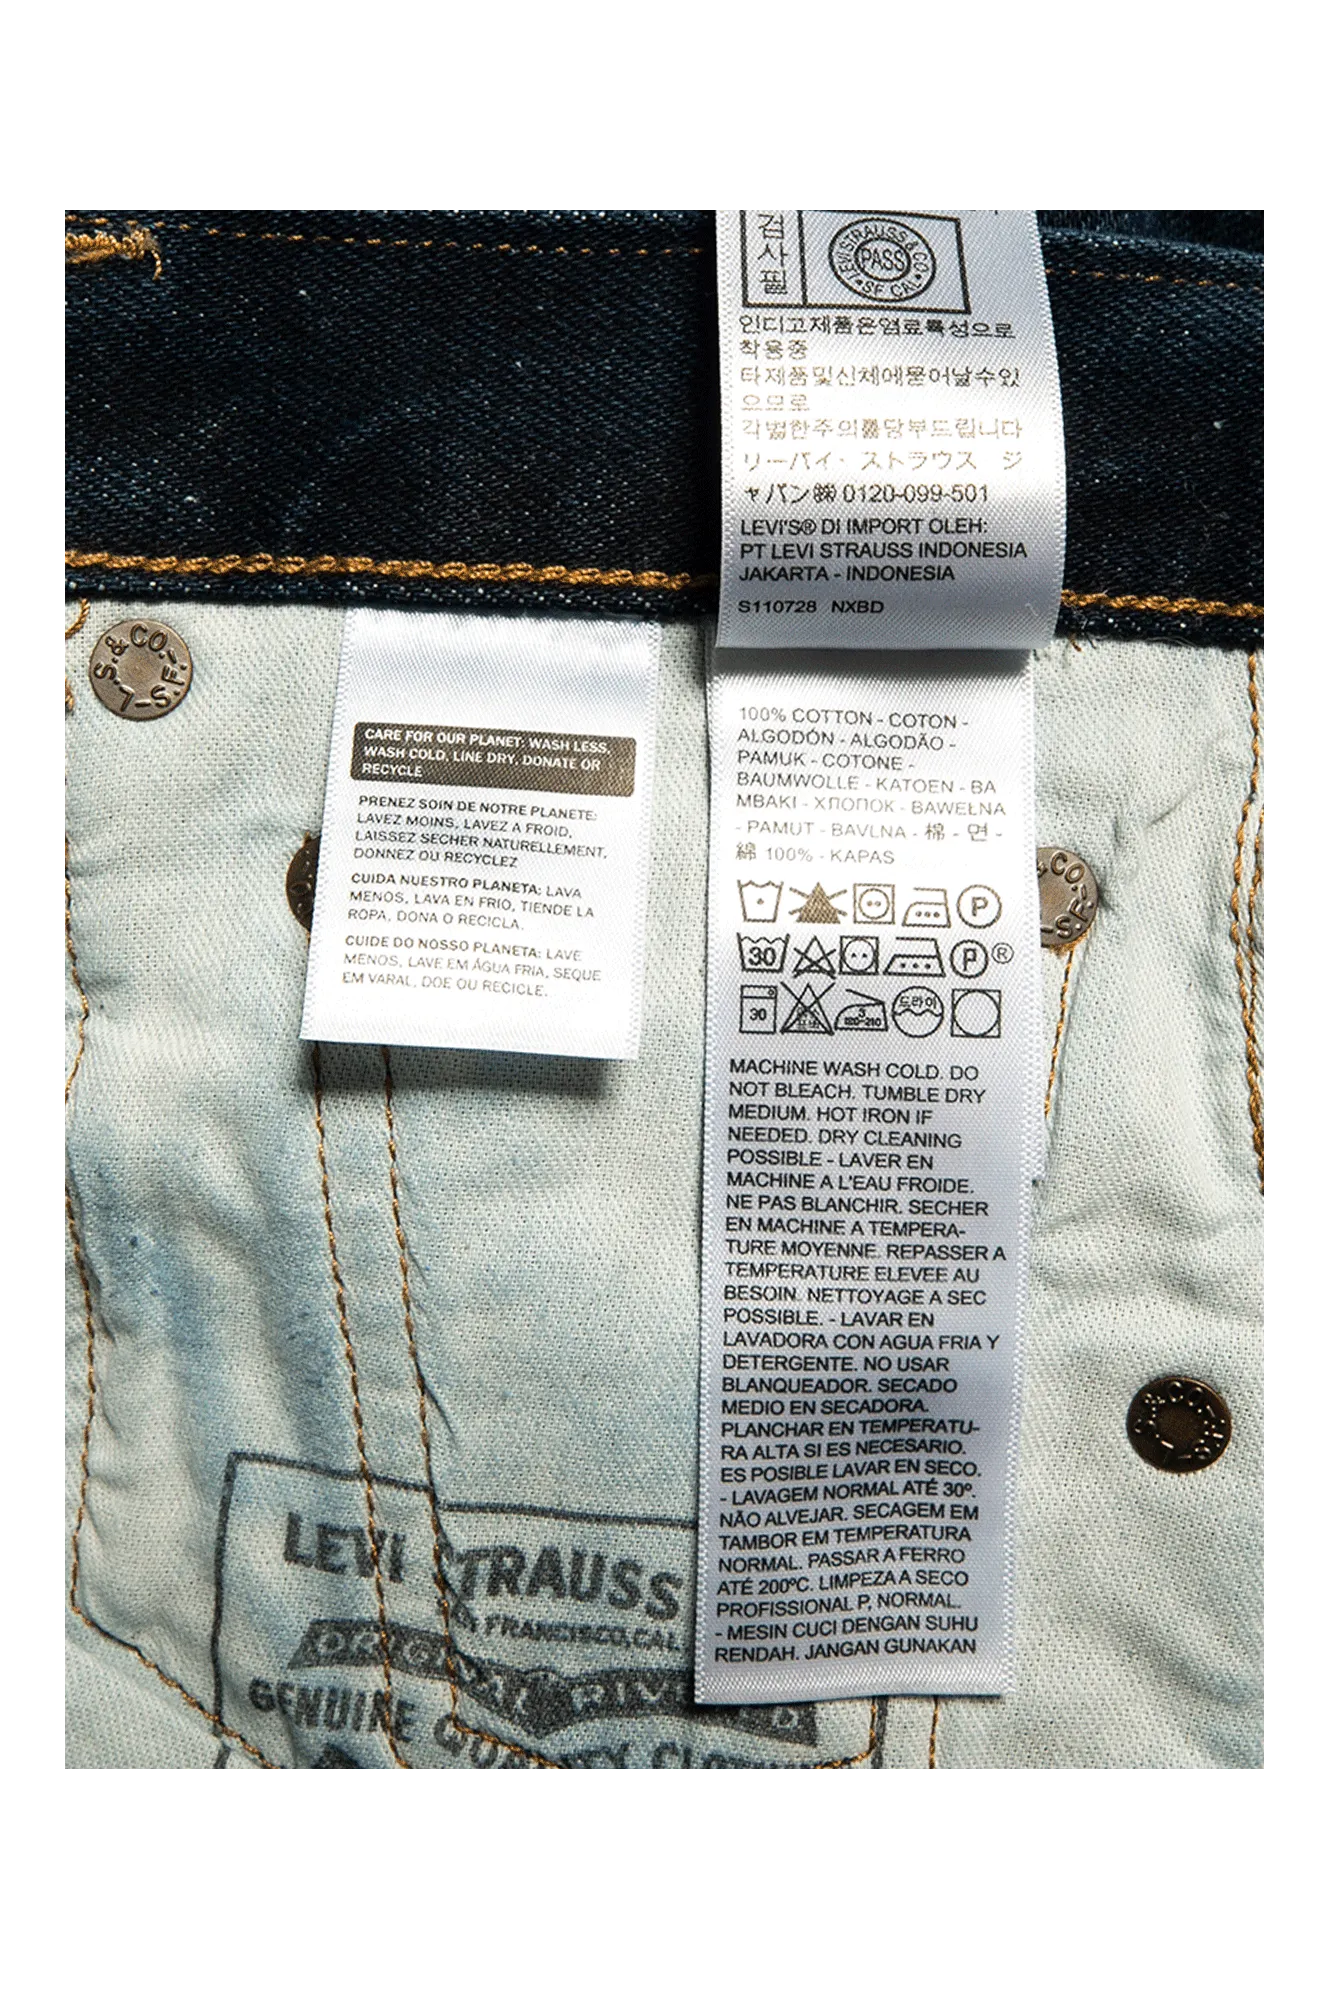 검
사
필
LEVI STRAUSS & CO.
PASS
SF CAL
인디고제품은염료특성으로
착용중
타제품및신체에묻어날수있
으므로
각별한주의를당부드립니다
リーバイ・ストラウス ジ
ャパン㈱ 0120-099-501
LEVI'S® DI IMPORT OLEH:
PT LEVI STRAUSS INDONESIA
JAKARTA - INDONESIA
S110728 NXBD
L.S.&CO.-S.F.-
CARE FOR OUR PLANET: WASH LESS,
WASH COLD, LINE DRY, DONATE OR
RECYCLE
PRENEZ SOIN DE NOTRE PLANETE:
LAVEZ MOINS, LAVEZ A FROID,
LAISSEZ SECHER NATURELLEMENT,
DONNEZ OU RECYCLEZ
CUIDA NUESTRO PLANETA: LAVA
MENOS, LAVA EN FRIO, TIENDE LA
ROPA, DONA O RECICLA.
CUIDE DO NOSSO PLANETA: LAVE
MENOS, LAVE EM ÁGUA FRIA, SEQUE
EM VARAL, DOE OU RECICLE.
100% COTTON - COTON -
ALGODÓN - ALGODÃO -
PAMUK - COTONE -
BAUMWOLLE - KATOEN - BA
MBAKI - ХЛОПОК - BAWEŁNA
- PAMUT - BAVLNA - 棉 - 면 -
綿 100% - KAPAS
P
30 P ®
30 3 180-210 드라이
MACHINE WASH COLD. DO
NOT BLEACH. TUMBLE DRY
MEDIUM. HOT IRON IF
NEEDED. DRY CLEANING
POSSIBLE - LAVER EN
MACHINE A L'EAU FROIDE.
NE PAS BLANCHIR. SECHER
EN MACHINE A TEMPERA-
TURE MOYENNE. REPASSER A
TEMPERATURE ELEVEE AU
BESOIN. NETTOYAGE A SEC
POSSIBLE. - LAVAR EN
LAVADORA CON AGUA FRIA Y
DETERGENTE. NO USAR
BLANQUEADOR. SECADO
MEDIO EN SECADORA.
PLANCHAR EN TEMPERATU-
RA ALTA SI ES NECESARIO.
ES POSIBLE LAVAR EN SECO.
- LAVAGEM NORMAL ATÉ 30º.
NÃO ALVEJAR. SECAGEM EM
TAMBOR EM TEMPERATURA
NORMAL. PASSAR A FERRO
ATÉ 200ºC. LIMPEZA A SECO
PROFISSIONAL P, NORMAL.
- MESIN CUCI DENGAN SUHU
RENDAH. JANGAN GUNAKAN
&CO.-
S.F.
&CO.-
S.F.
LEVI STRAUSS
FRANCISCO, CAL.
ORIGINAL RIVETED
GENUINE QUALITY